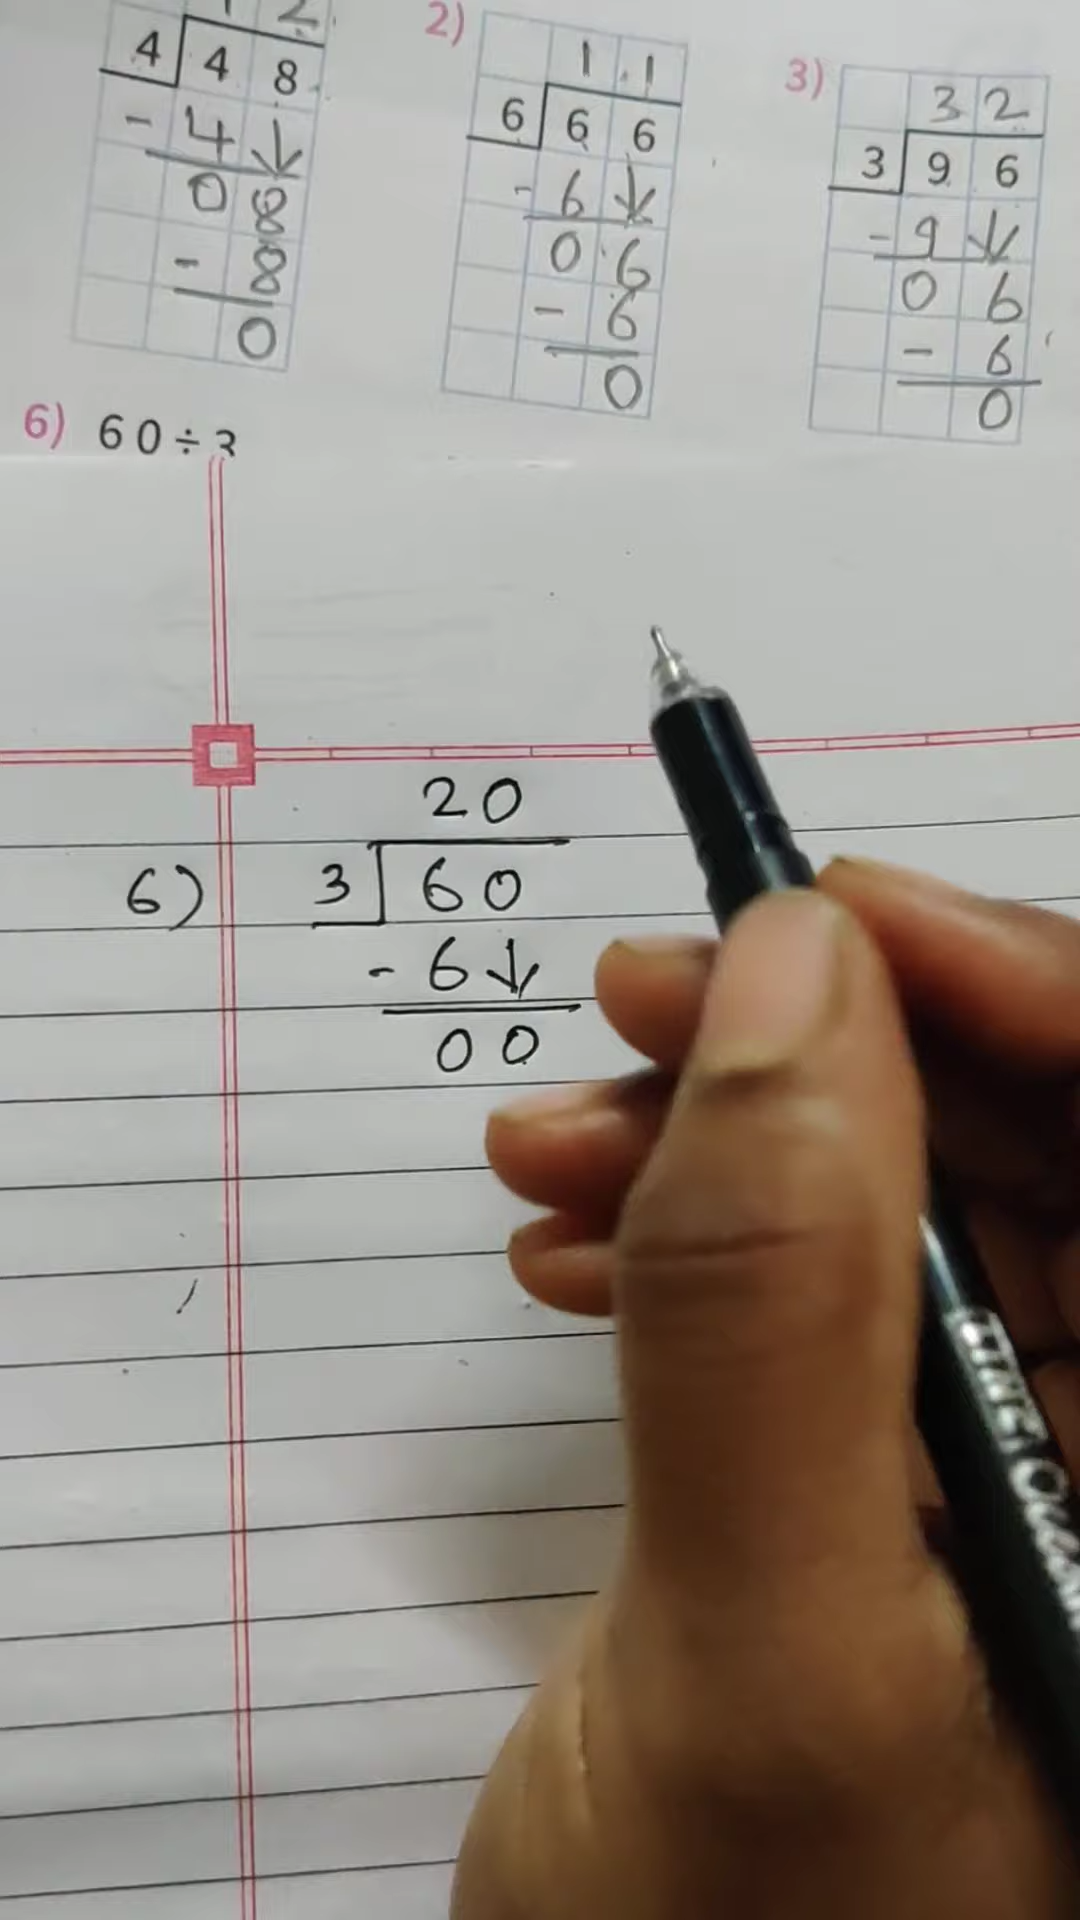 1 2
4 4 8
- 4 ↓
0 8
- 8
0
2)
1 1
6 6 6
- 6 ↓
0 6
- 6
0
3)
3 2
3 9 6
- 9 ↓
0 6
- 6
0
6) 60 ÷ 3
20
6) 3 60
- 6 ↓
0 0